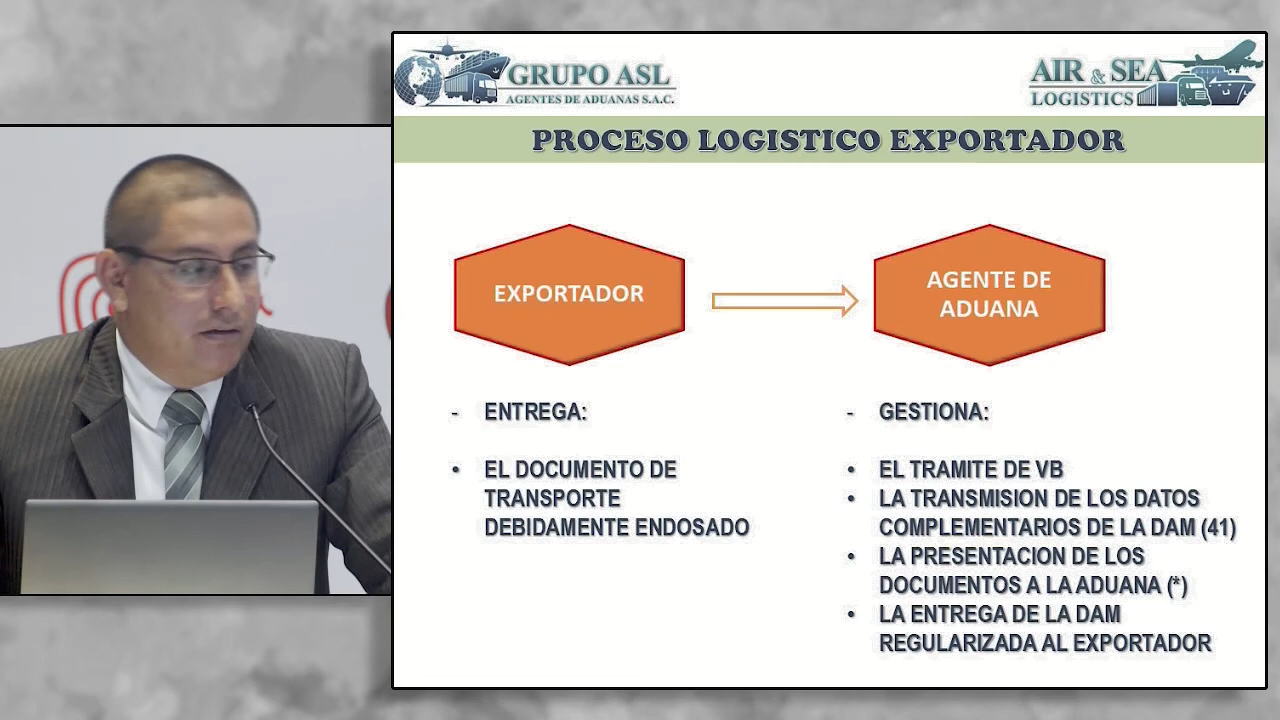 GRUPO ASL
AGENTES DE ADUANAS S.A.C.
AIR & SEA
LOGISTICS
PROCESO LOGISTICO EXPORTADOR
EXPORTADOR
AGENTE DE
ADUANA
- ENTREGA:
• EL DOCUMENTO DE
TRANSPORTE
DEBIDAMENTE ENDOSADO
- GESTIONA:
• EL TRAMITE DE VB
• LA TRANSMISION DE LOS DATOS
COMPLEMENTARIOS DE LA DAM (41)
• LA PRESENTACION DE LOS
DOCUMENTOS A LA ADUANA (*)
• LA ENTREGA DE LA DAM
REGULARIZADA AL EXPORTADOR